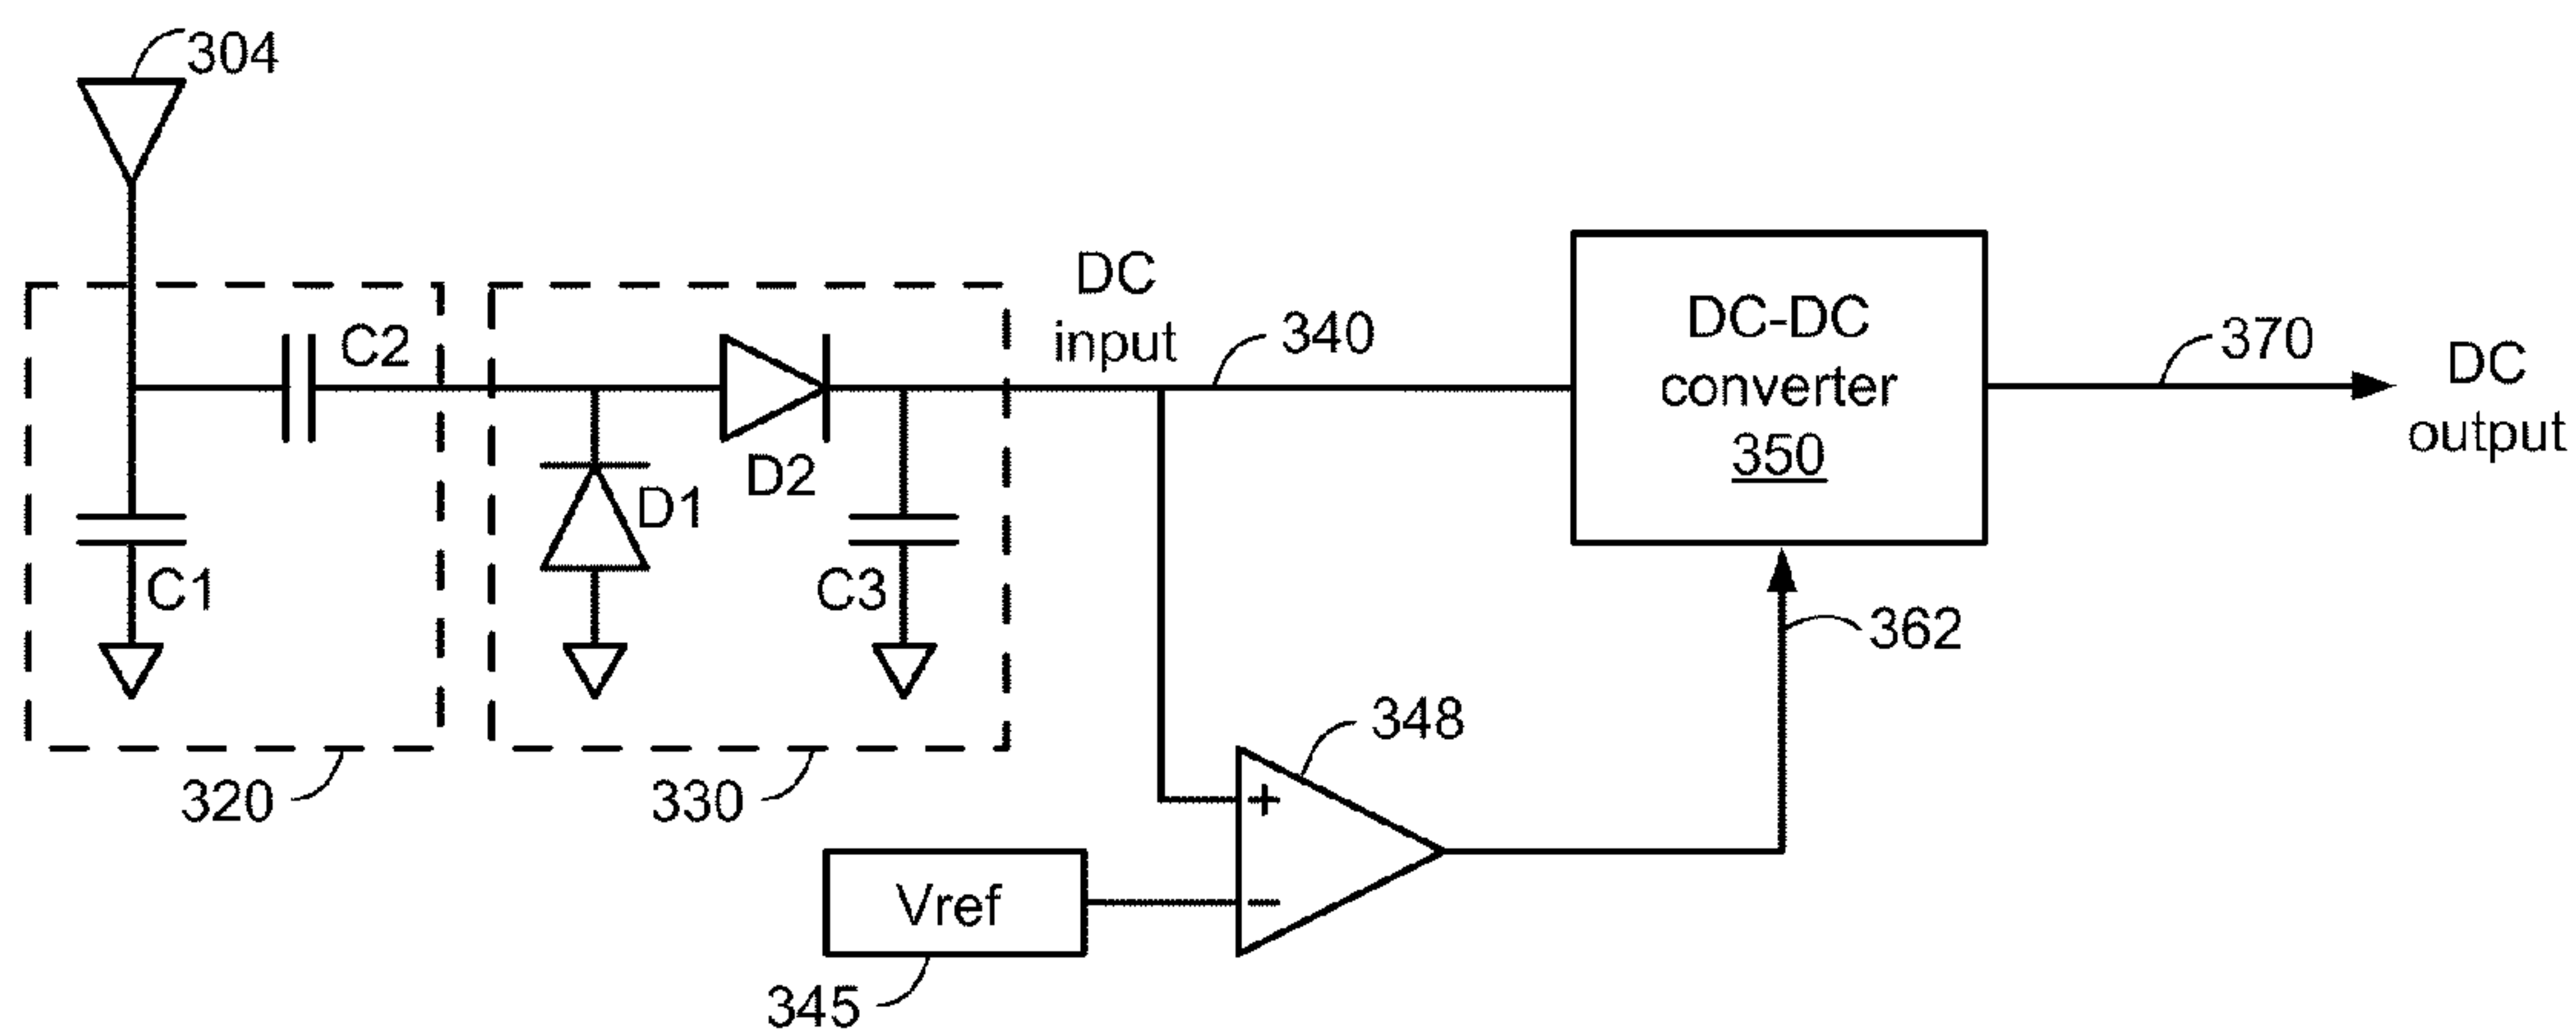 304
C2
DC
input
340
DC-DC
converter
350
370
DC
output
D2
D1
C1
C3
362
320
330
348
+
Vref
−
345